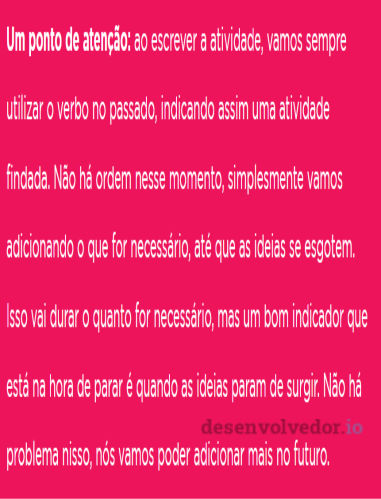 Um ponto de atenção: ao escrever a atividade, vamos sempre
utilizar o verbo no passado, indicando assim uma atividade
findada. Não há ordem nesse momento, simplesmente vamos
adicionando o que for necessário, até que as ideias se esgotem.
Isso vai durar o quanto for necessário, mas um bom indicador que
está na hora de parar é quando as ideias param de surgir. Não há
desenvolvedor.io
problema nisso, nós vamos poder adicionar mais no futuro.